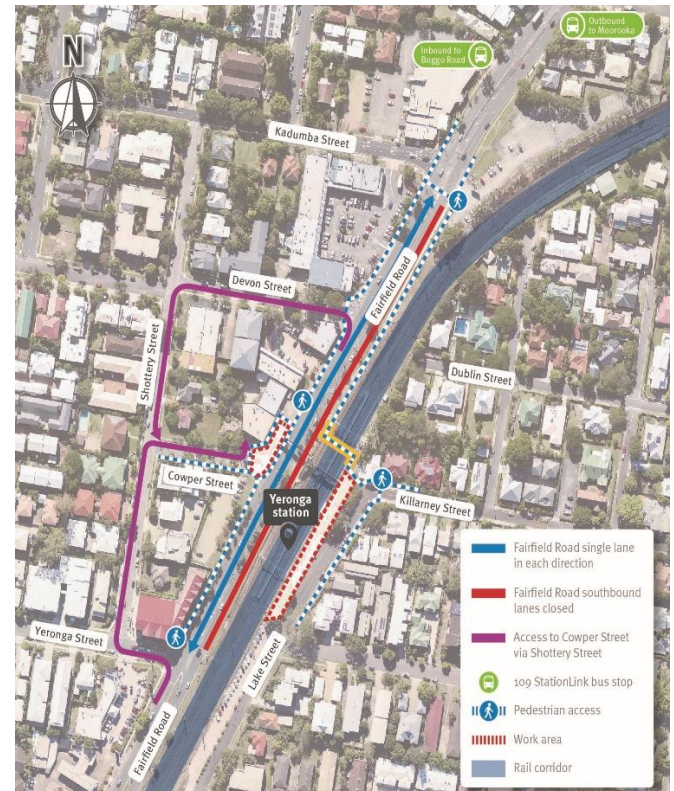 N
Outbound
to Moorooka
Inbound to
Boggo Road
Kadumba Street
Devon Street
Fairfield Road
Shottery Street
Dublin Street
Cowper Street
Yeronga
station
Killarney Street
Yeronga Street
Lake Street
Fairfield Road
Fairfield Road single lane
in each direction
Fairfield Road southbound
lanes closed
Access to Cowper Street
via Shottery Street
109 StationLink bus stop
Pedestrian access
Work area
Rail corridor